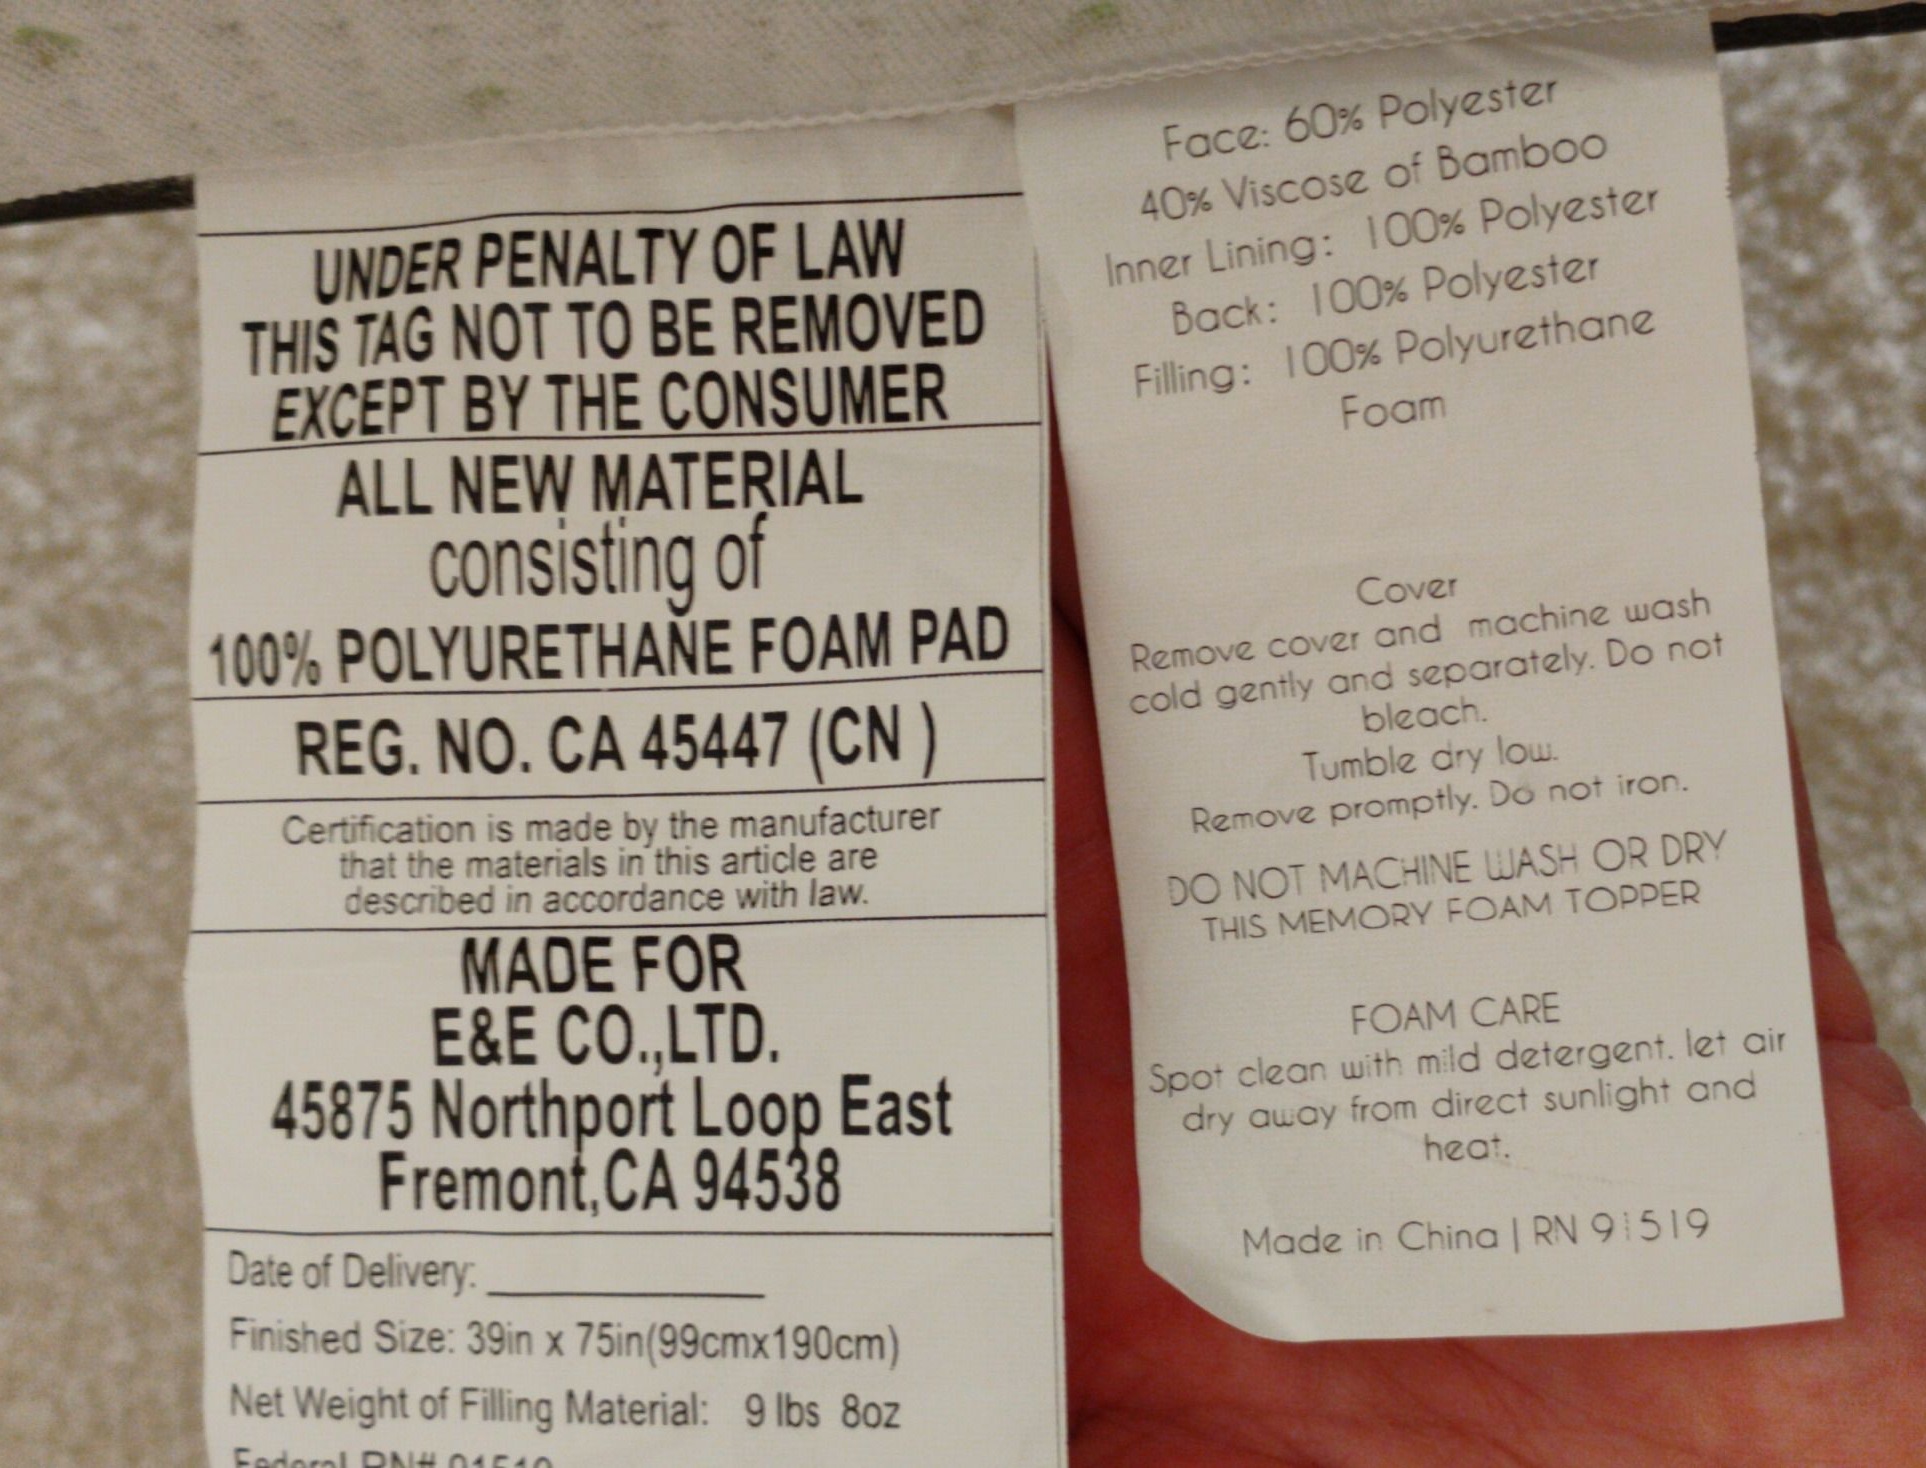 UNDER PENALTY OF LAW
THIS TAG NOT TO BE REMOVED
EXCEPT BY THE CONSUMER
ALL NEW MATERIAL
consisting of
100% POLYURETHANE FOAM PAD
REG. NO. CA 45447 (CN )
Certification is made by the manufacturer
that the materials in this article are
described in accordance with law.
MADE FOR
E&E CO.,LTD.
45875 Northport Loop East
Fremont,CA 94538
Date of Delivery:
Finished Size: 39in x 75in(99cmx190cm)
Net Weight of Filling Material: 9 lbs 8oz
Federal RN# 91519
Face: 60% Polyester
40% Viscose of Bamboo
Inner Lining: 100% Polyester
Back: 100% Polyester
Filling: 100% Polyurethane
Foam
Cover
Remove cover and machine wash
cold gently and separately. Do not
bleach.
Tumble dry low.
Remove promptly. Do not iron.
DO NOT MACHINE WASH OR DRY
THIS MEMORY FOAM TOPPER
FOAM CARE
Spot clean with mild detergent. let air
dry away from direct sunlight and
heat.
Made in China | RN 91519